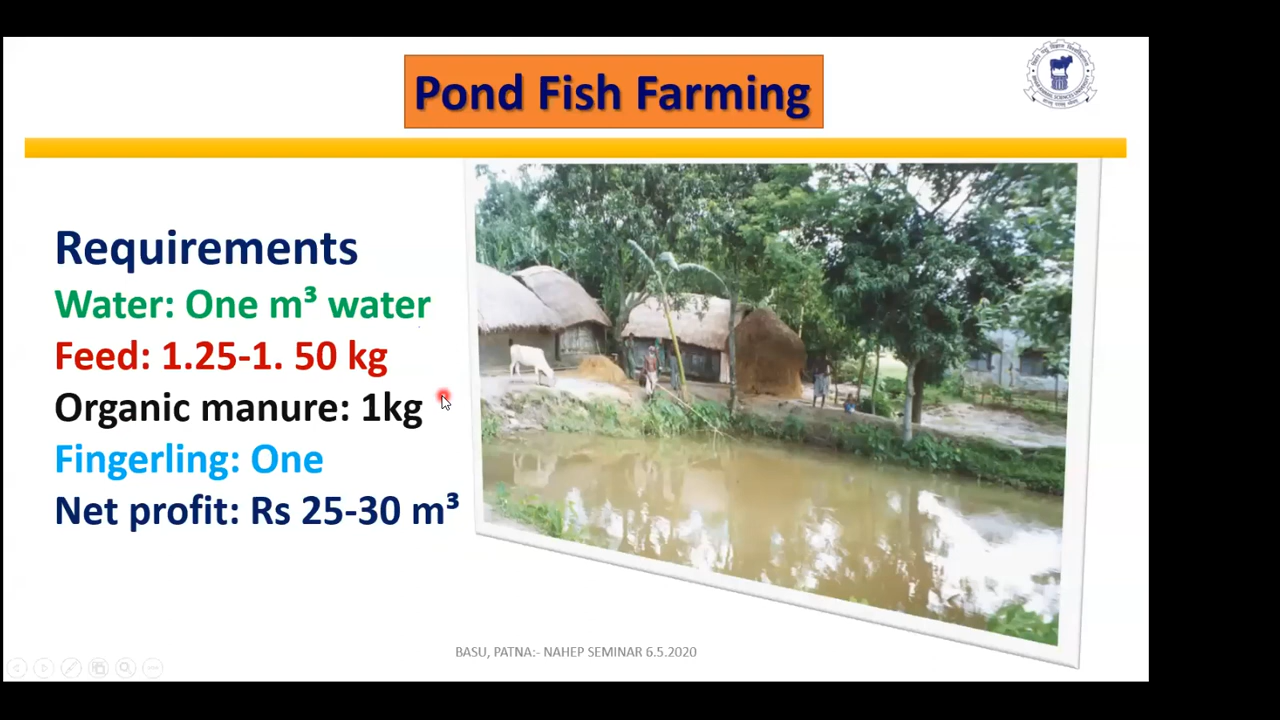 Pond Fish Farming
Requirements
Water: One m³ water
Feed: 1.25-1. 50 kg
Organic manure: 1kg
Fingerling: One
Net profit: Rs 25-30 m³
BASU, PATNA:- NAHEP SEMINAR 6.5.2020